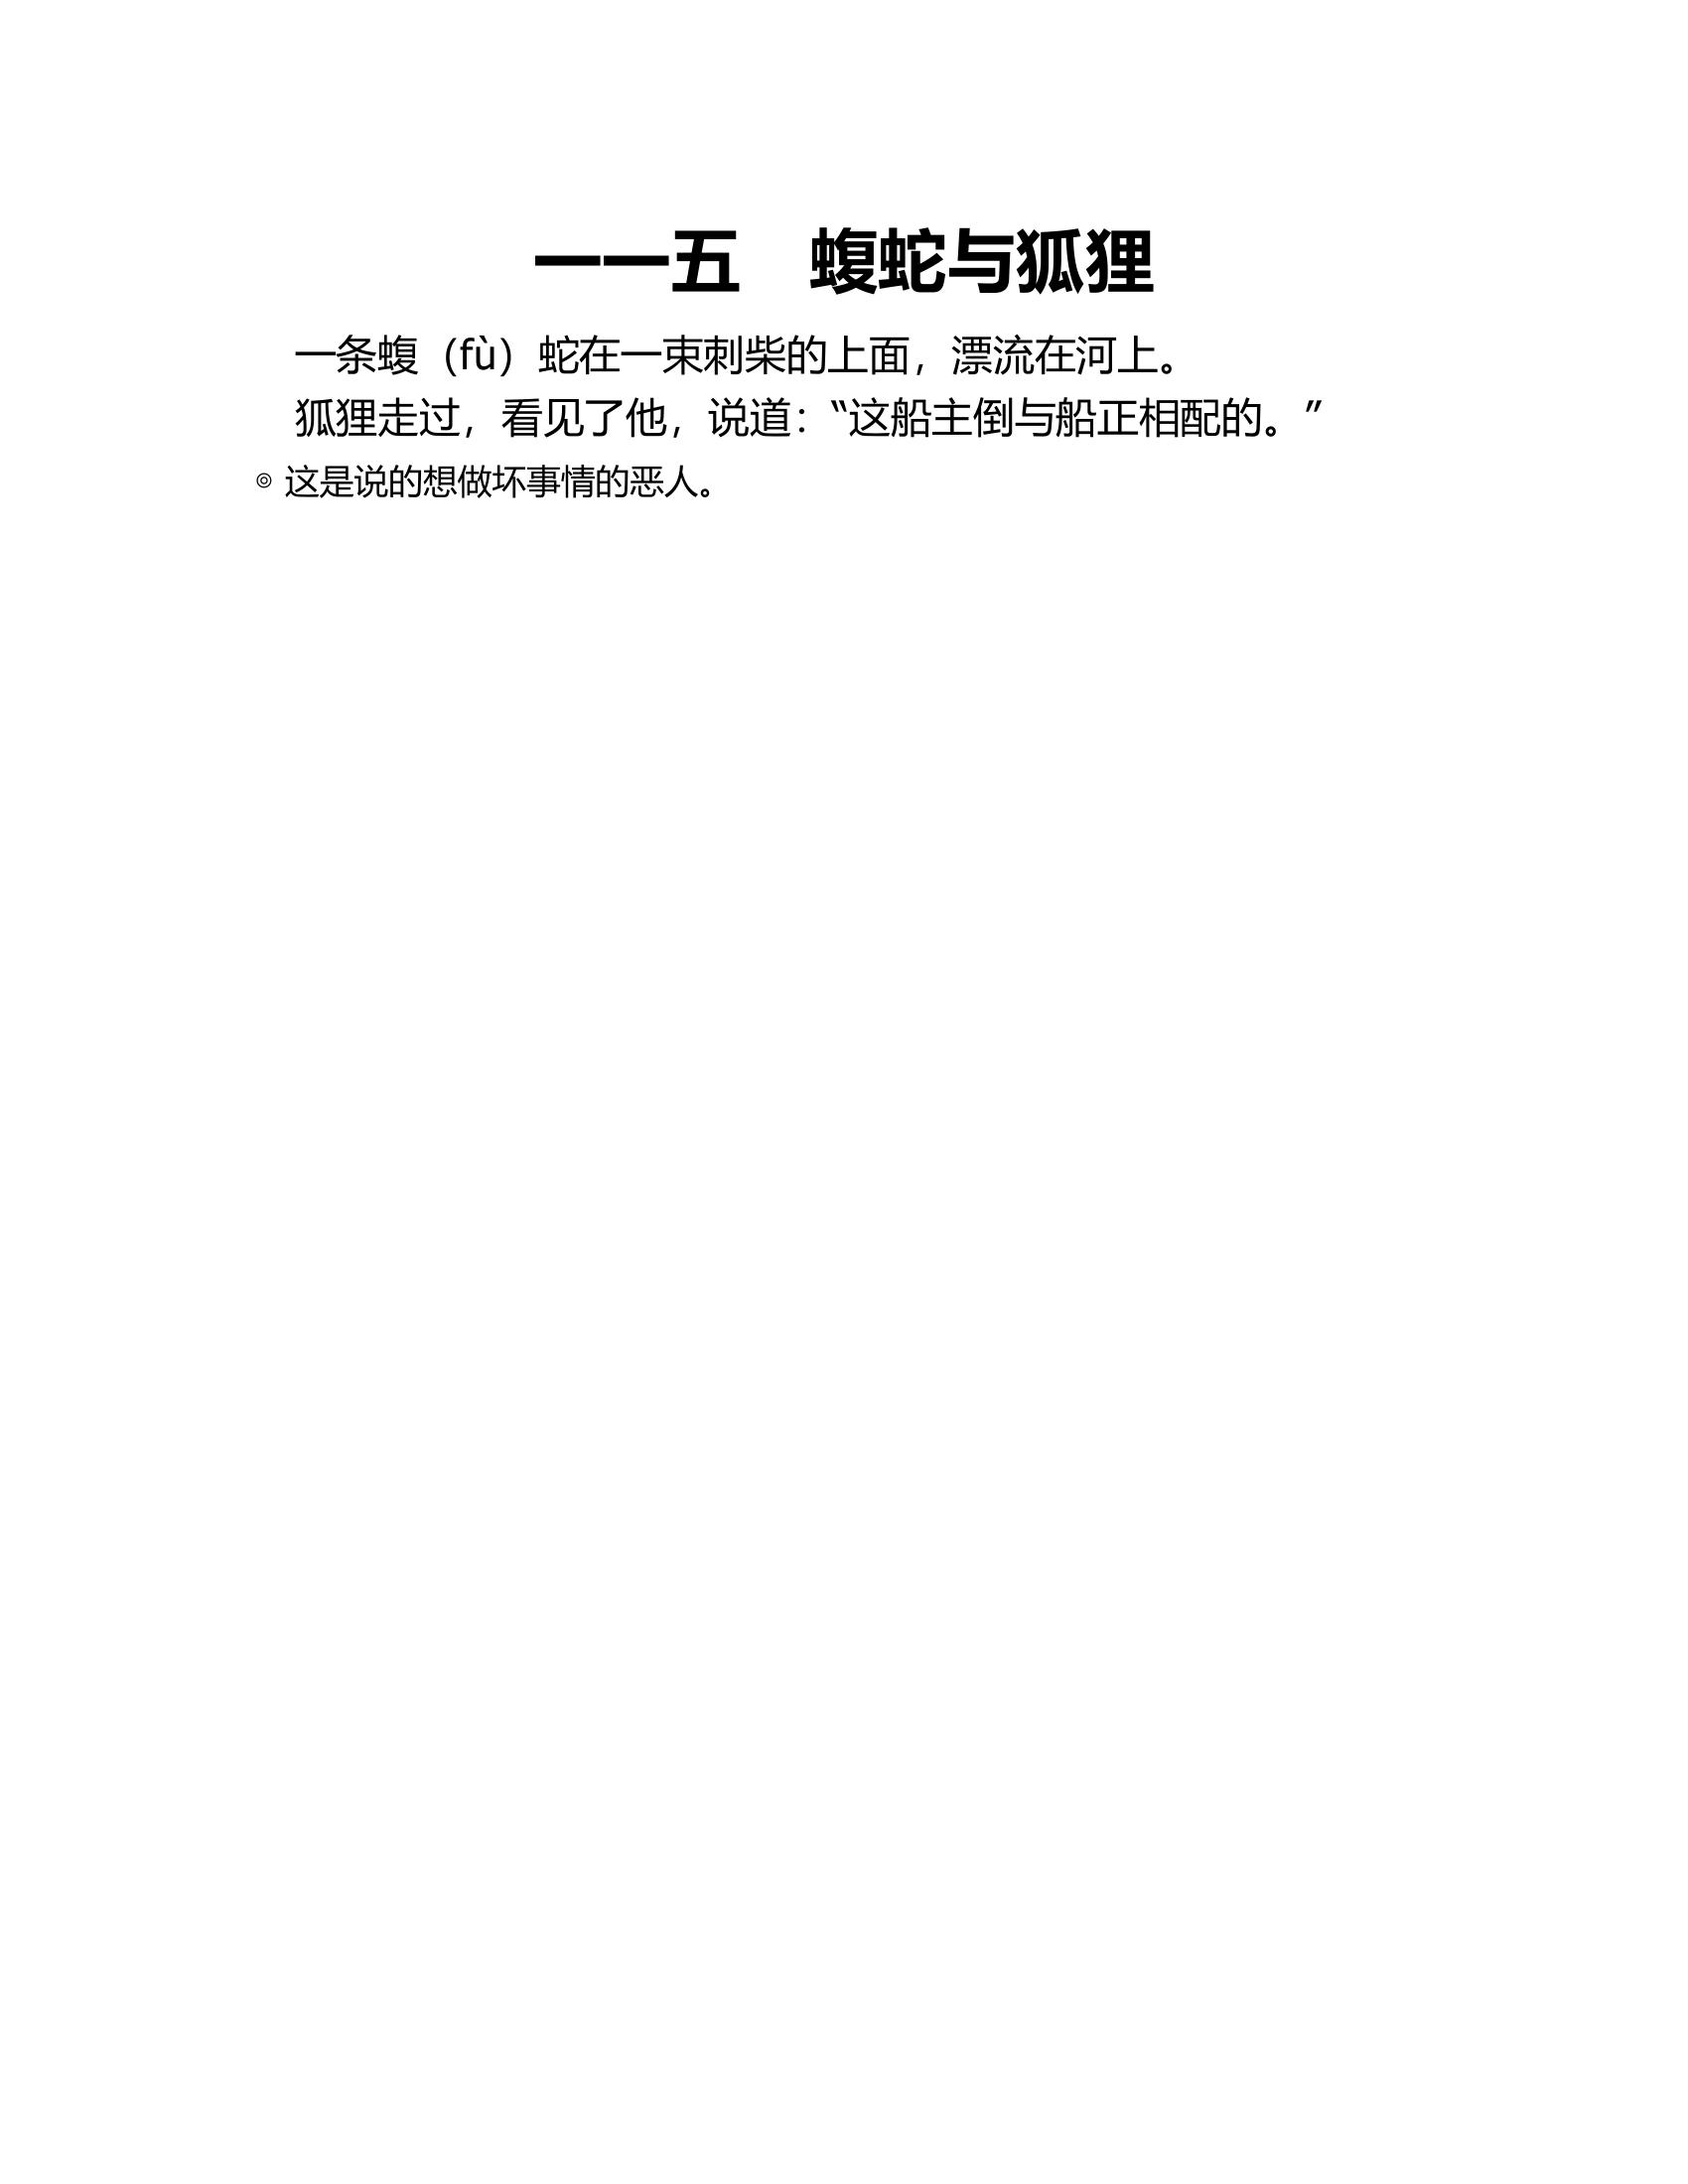 一一五　蝮蛇与狐狸
一条蝮（fù）蛇在一束刺柴的上面，漂流在河上。
狐狸走过，看见了他，说道：“这船主倒与船正相配的。”
◎ 这是说的想做坏事情的恶人。